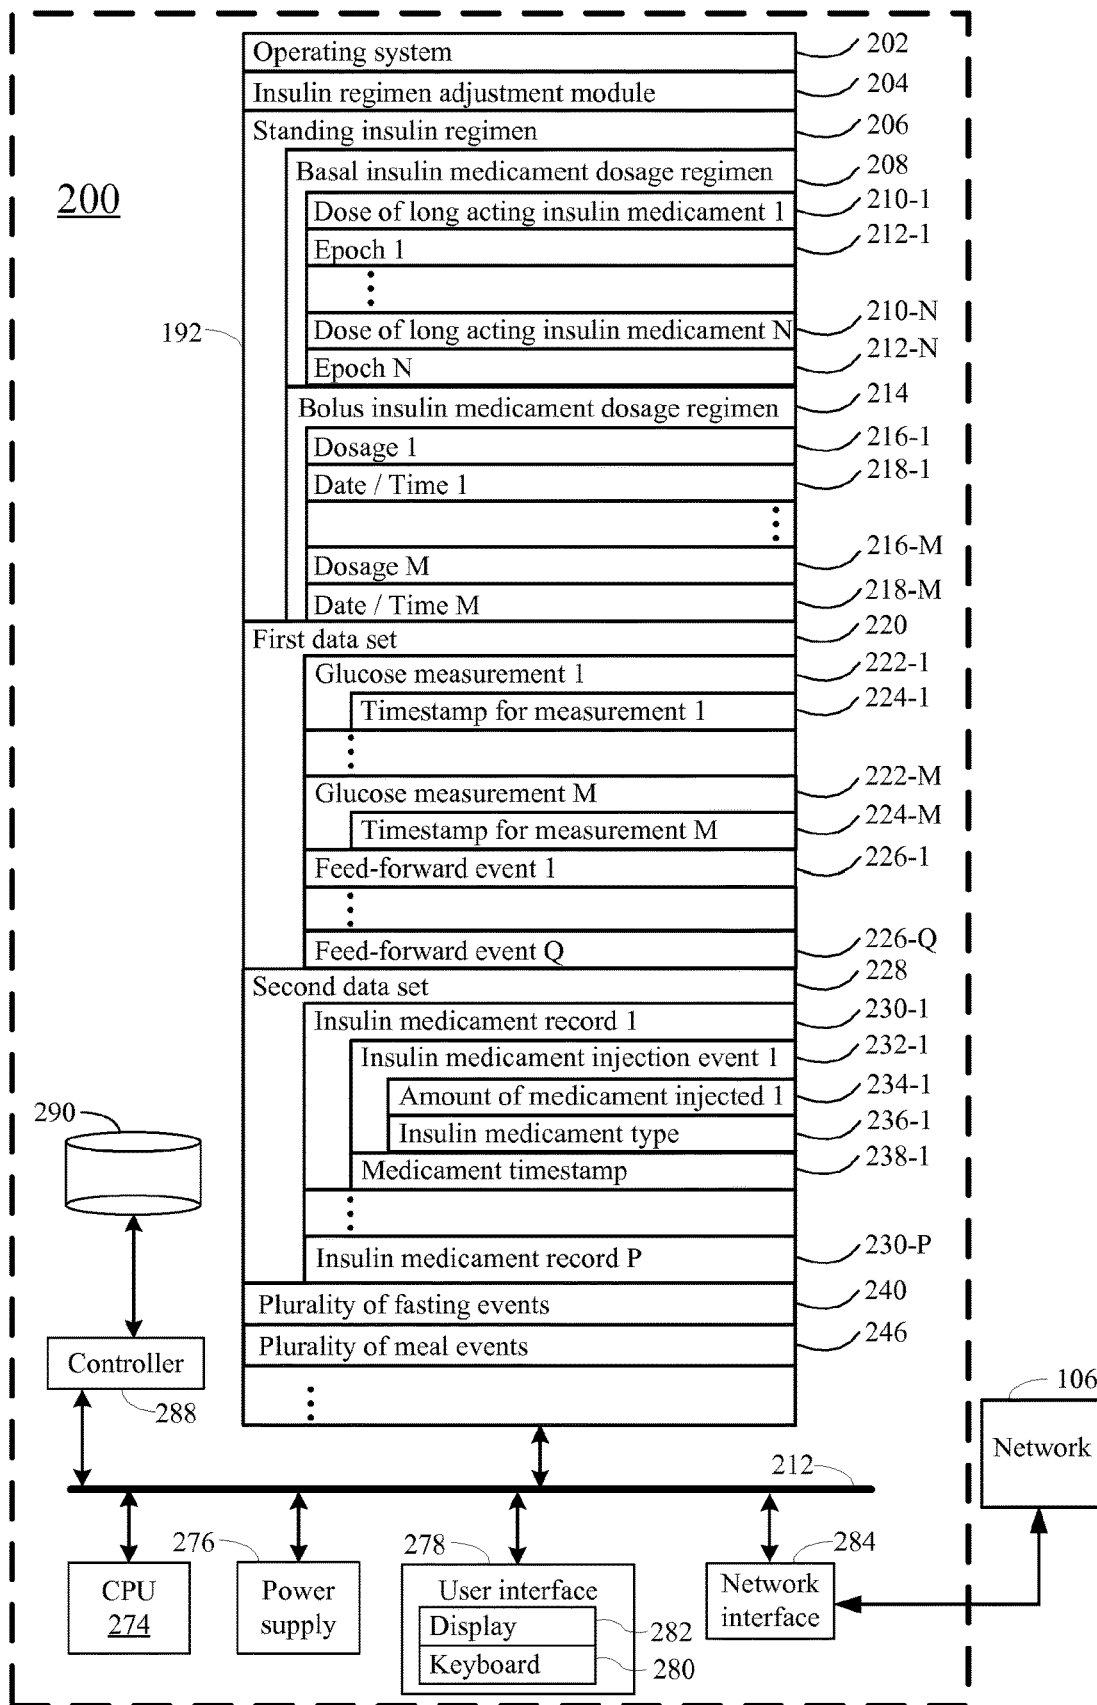 200
Operating system 202
Insulin regimen adjustment module 204
Standing insulin regimen 206
Basal insulin medicament dosage regimen 208
Dose of long acting insulin medicament 1 210-1
Epoch 1 212-1
192
Dose of long acting insulin medicament N 210-N
Epoch N 212-N
Bolus insulin medicament dosage regimen 214
Dosage 1 216-1
Date / Time 1 218-1
Dosage M 216-M
Date / Time M 218-M
First data set 220
Glucose measurement 1 222-1
Timestamp for measurement 1 224-1
Glucose measurement M 222-M
Timestamp for measurement M 224-M
Feed-forward event 1 226-1
Feed-forward event Q 226-Q
Second data set 228
Insulin medicament record 1 230-1
Insulin medicament injection event 1 232-1
Amount of medicament injected 1 234-1
Insulin medicament type 236-1
Medicament timestamp 238-1
290
Insulin medicament record P 230-P
Plurality of fasting events 240
Plurality of meal events 246
Controller
288
106
Network
212
CPU
274
276
Power
supply
278
User interface
Display 282
Keyboard 280
284
Network
interface